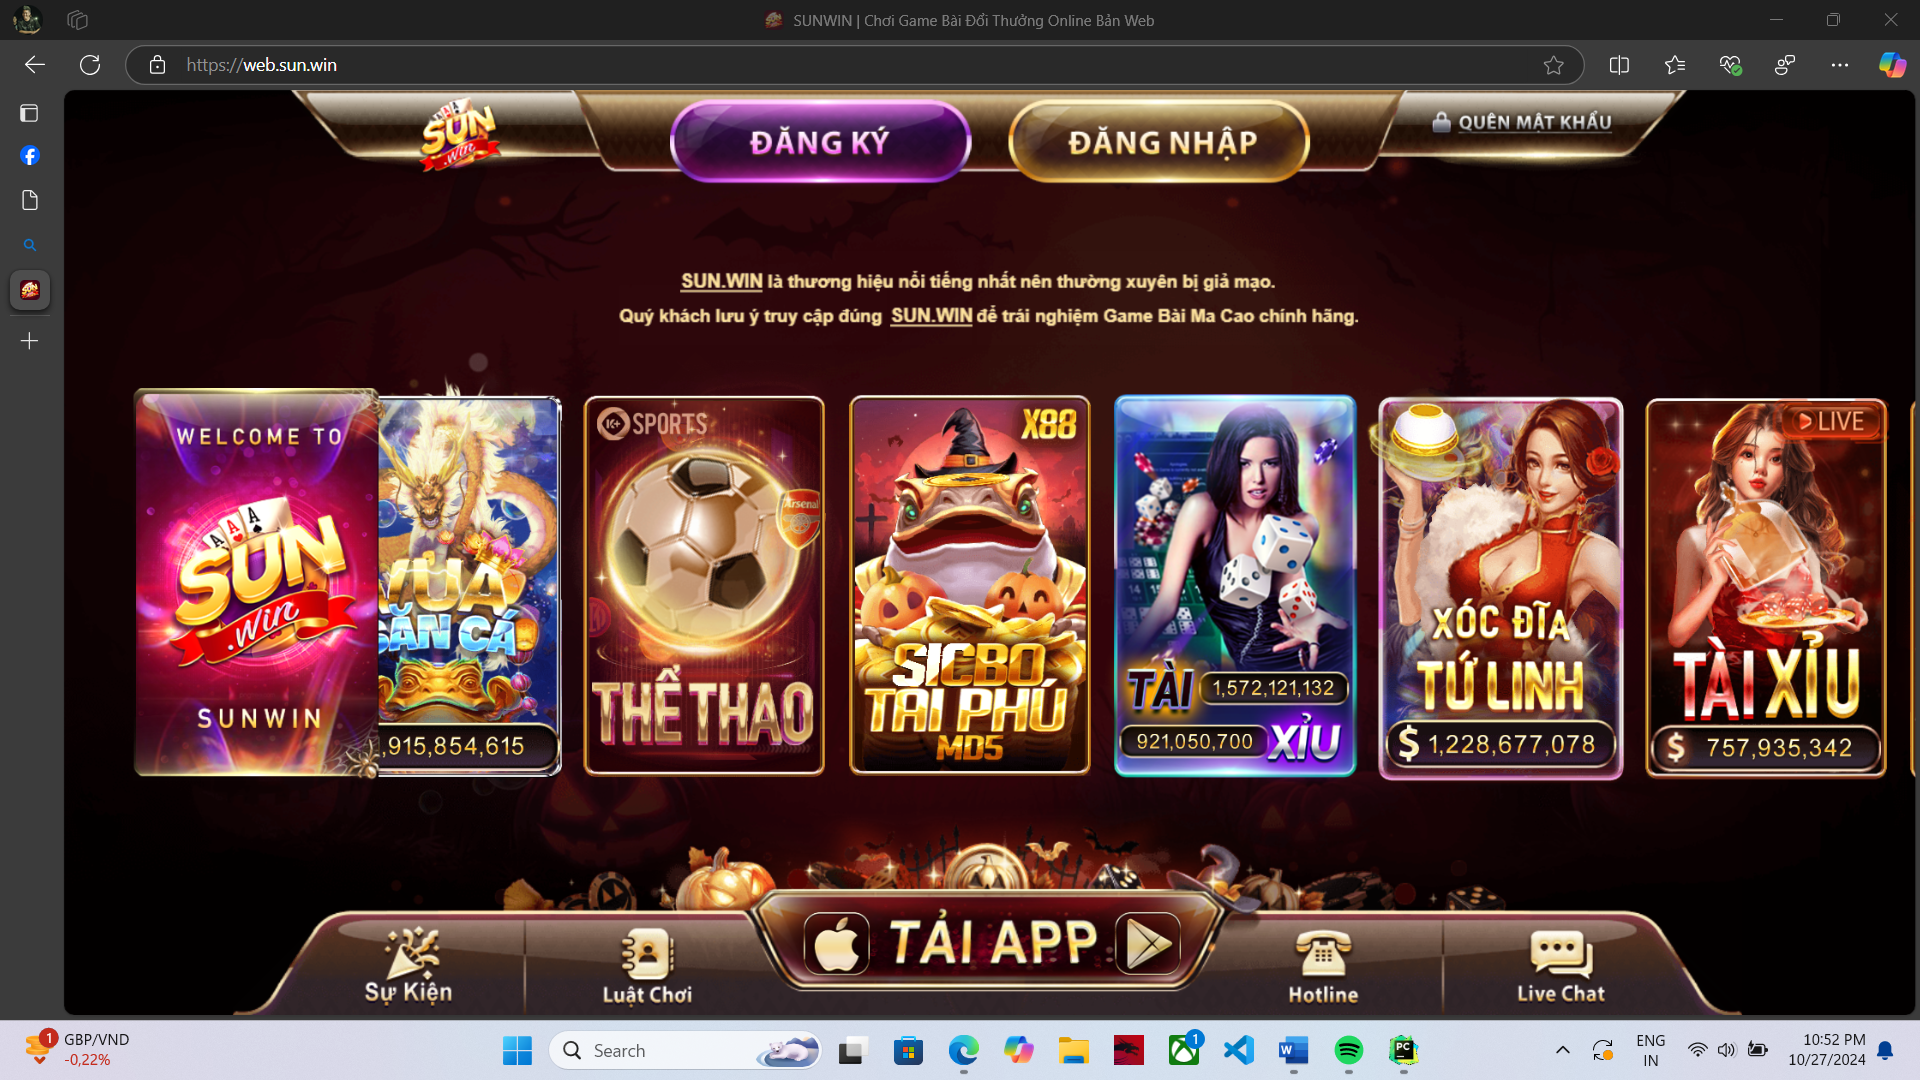 SUNWIN | Chơi Game Bài Đổi Thưởng Online Bản Web
https://web.sun.win
SUN
.win
ĐĂNG KÝ
ĐĂNG NHẬP
QUÊN MẬT KHẨU
SUN.WIN là thương hiệu nổi tiếng nhất nên thường xuyên bị giả mạo.
Quý khách lưu ý truy cập đúng SUN.WIN để trải nghiệm Game Bài Ma Cao chính hãng.
WELCOME TO
SUN
.win
SUNWIN
VUA
SĂN CÁ
,915,854,615
K+ SPORTS
Arsenal
THỂ THAO
X88
SICBO
TÀI PHÚ
MD5
TÀI
1,572,121,132
921,050,700
XỈU
XÓC ĐĨA
TỨ LINH
$ 1,228,677,078
LIVE
TÀI XỈU
$ 757,935,342
Sự Kiện
Luật Chơi
TẢI APP
Hotline
Live Chat
1
GBP/VND
-0,22%
Search
1
W
PC
ENG
IN
10:52 PM
10/27/2024